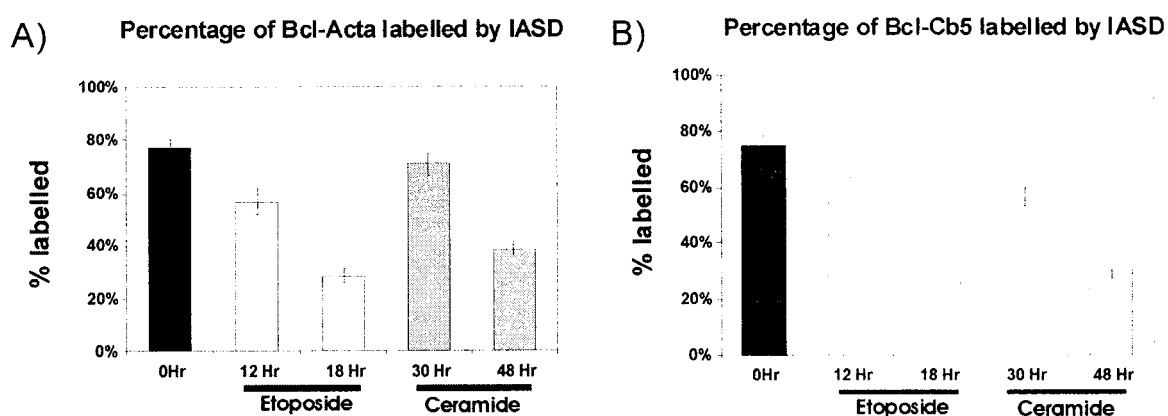 A)
Percentage of Bcl-Acta labelled by IASD
% labelled
100%
80%
60%
40%
20%
0%
0Hr
12 Hr
18 Hr
30 Hr
48 Hr
Etoposide
Ceramide
B)
Percentage of Bcl-Cb5 labelled by IASD
% labelled
100%
80%
60%
40%
20%
0%
0Hr
12 Hr
18 Hr
30 Hr
48 Hr
Etoposide
Ceramide